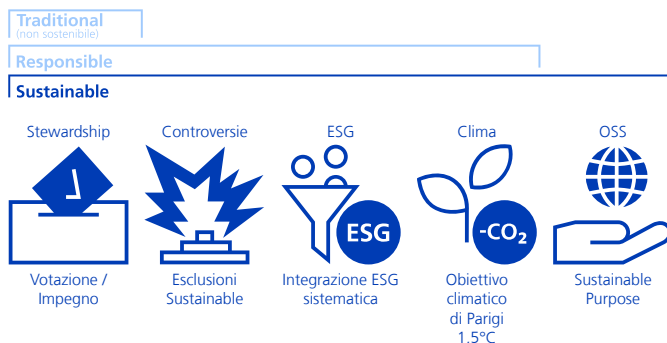 Traditional
(non sostenibile)
Responsible
Sustainable
Stewardship
Controversie
ESG
Clima
OSS
ESG
-CO₂
Votazione /
Impegno
Esclusioni
Sustainable
Integrazione ESG
sistematica
Obiettivo
climatico
di Parigi
1,5°C
Sustainable
Purpose